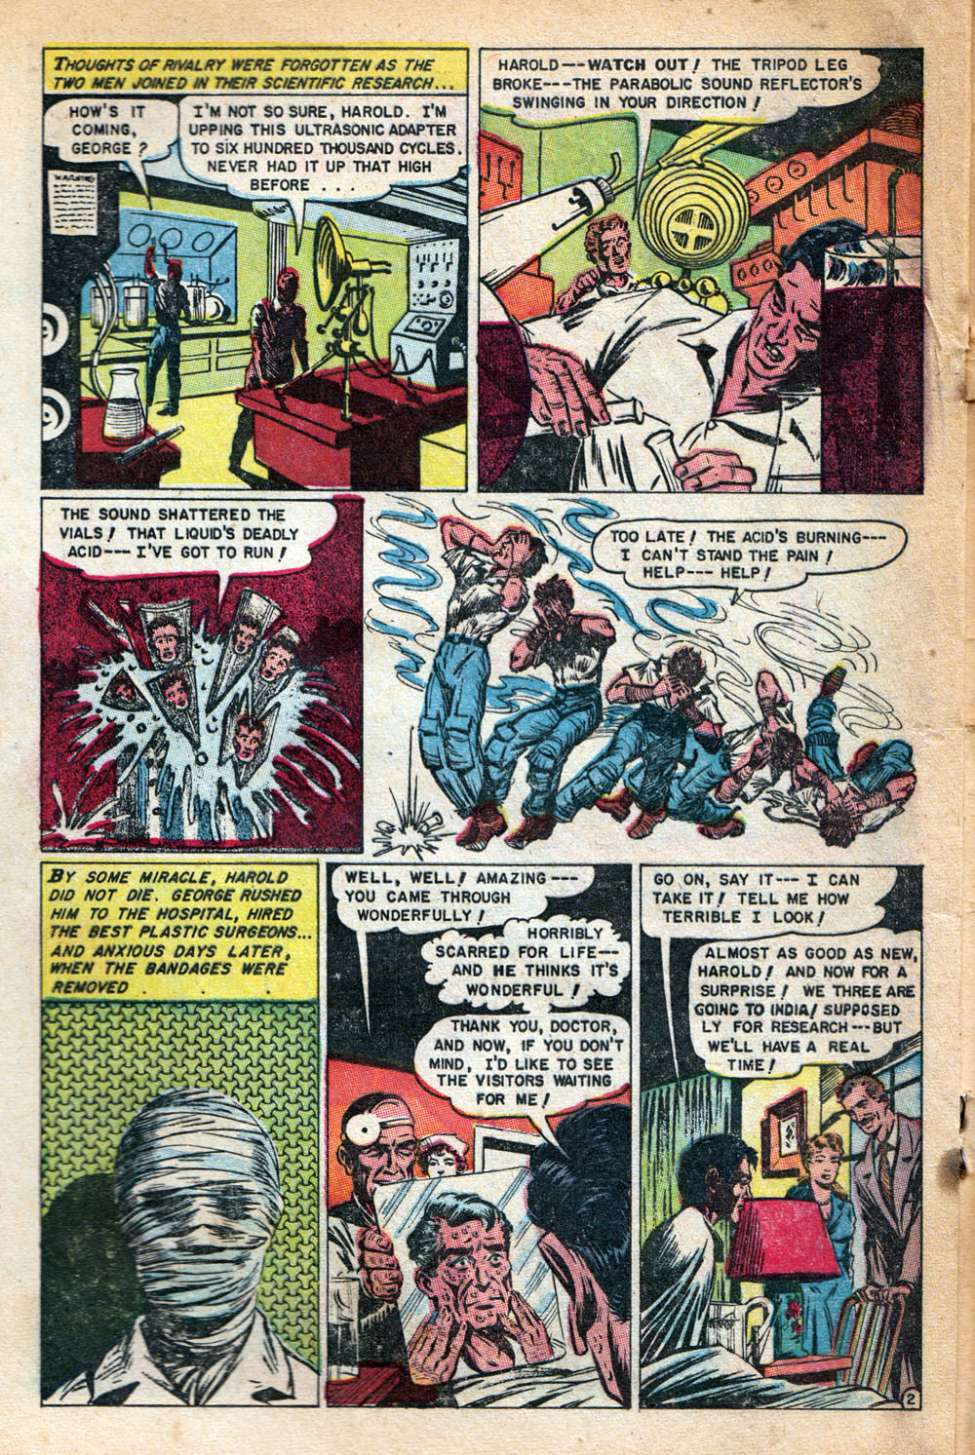 THOUGHTS OF RIVALRY WERE FORGOTTEN AS THE
TWO MEN JOINED IN THEIR SCIENTIFIC RESEARCH...
HOW'S IT
COMING,
GEORGE?
I'M NOT SO SURE, HAROLD. I'M
UPPING THIS ULTRASONIC ADAPTER
TO SIX HUNDRED THOUSAND CYCLES.
NEVER HAD IT UP THAT HIGH
BEFORE . . .
WARNING
HAROLD---WATCH OUT! THE TRIPOD LEG
BROKE---THE PARABOLIC SOUND REFLECTOR'S
SWINGING IN YOUR DIRECTION!
THE SOUND SHATTERED THE
VIALS! THAT LIQUID'S DEADLY
ACID---I'VE GOT TO RUN!
TOO LATE! THE ACID'S BURNING---
I CAN'T STAND THE PAIN!
HELP---HELP!
BY SOME MIRACLE, HAROLD
DID NOT DIE. GEORGE RUSHED
HIM TO THE HOSPITAL, HIRED
THE BEST PLASTIC SURGEONS...
AND ANXIOUS DAYS LATER,
WHEN THE BANDAGES WERE
REMOVED . . .
WELL, WELL! AMAZING---
YOU CAME THROUGH
WONDERFULLY!
HORRIBLY
SCARRED FOR LIFE---
AND HE THINKS IT'S
WONDERFUL!
THANK YOU, DOCTOR,
AND NOW, IF YOU DON'T
MIND, I'D LIKE TO SEE
THE VISITORS WAITING
FOR ME!
GO ON, SAY IT---I CAN
TAKE IT! TELL ME HOW
TERRIBLE I LOOK!
ALMOST AS GOOD AS NEW,
HAROLD! AND NOW FOR A
SURPRISE! WE THREE ARE
GOING TO INDIA! SUPPOSED
LY FOR RESEARCH---BUT
WE'LL HAVE A REAL
TIME!
2